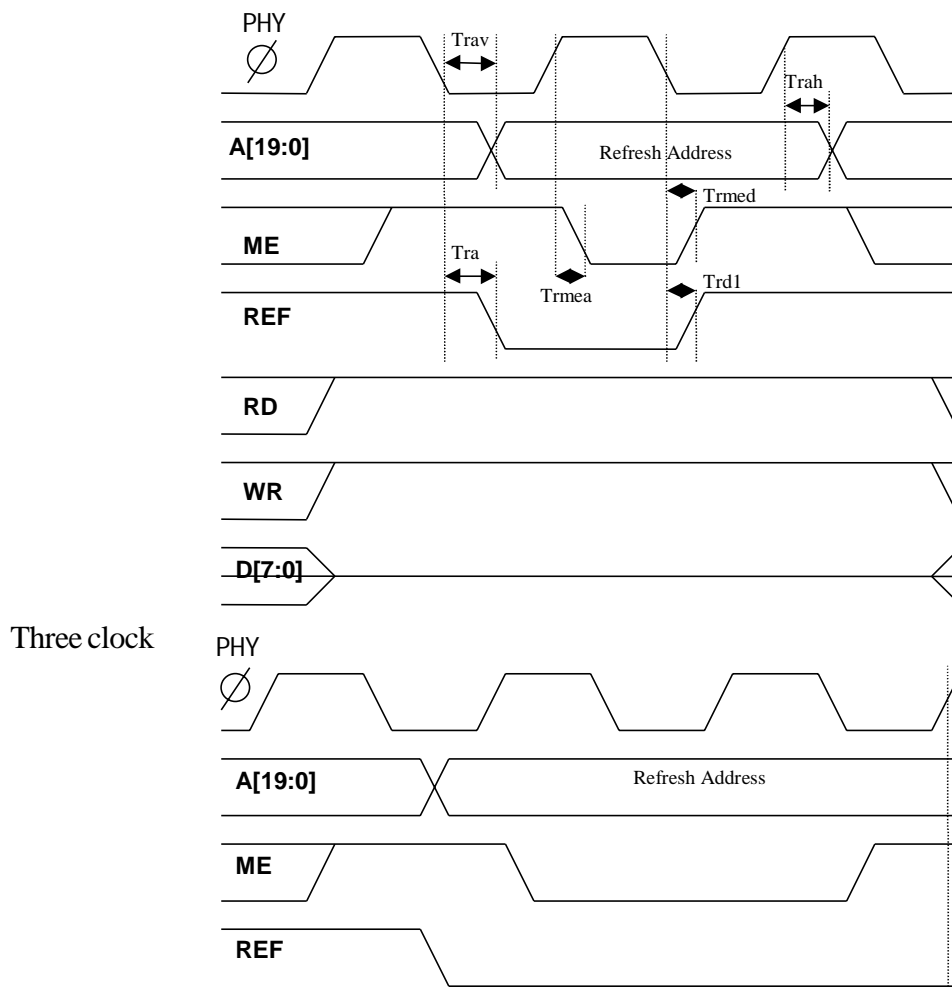 PHY
Ø
Trav
Trah
A[19:0]
Refresh Address
Trmed
ME
Tra
Trmea
Trd1
REF
RD
WR
D[7:0]
Three clock
PHY
Ø
A[19:0]
Refresh Address
ME
REF